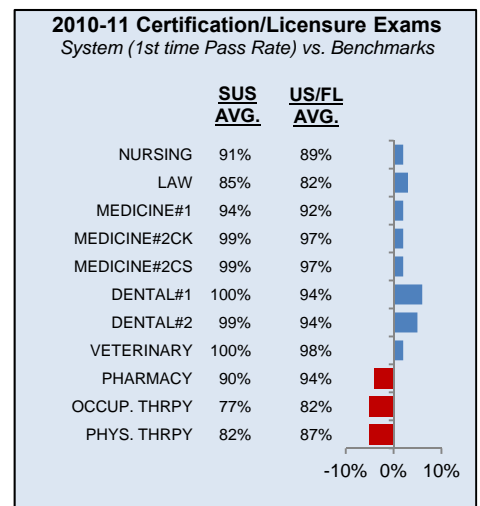 2010-11 Certification/Licensure Exams
System (1st time Pass Rate) vs. Benchmarks
SUS US/FL
AVG. AVG.
NURSING 91% 89%
LAW 85% 82%
MEDICINE#1 94% 92%
MEDICINE#2CK 99% 97%
MEDICINE#2CS 99% 97%
DENTAL#1 100% 94%
DENTAL#2 99% 94%
VETERINARY 100% 98%
PHARMACY 90% 94%
OCCUP. THRPY 77% 82%
PHYS. THRPY 82% 87%
-10% 0% 10%